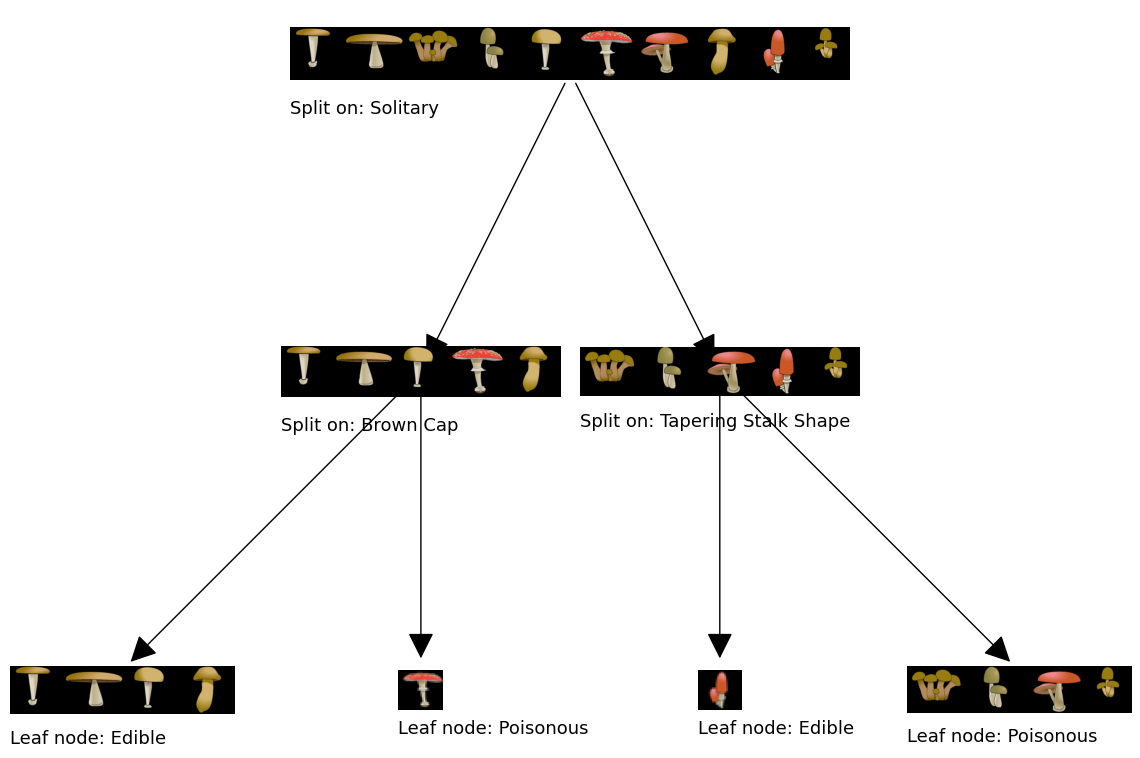 Split on: Solitary
Split on: Brown Cap
Split on: Tapering Stalk Shape
Leaf node: Edible
Leaf node: Poisonous
Leaf node: Edible
Leaf node: Poisonous